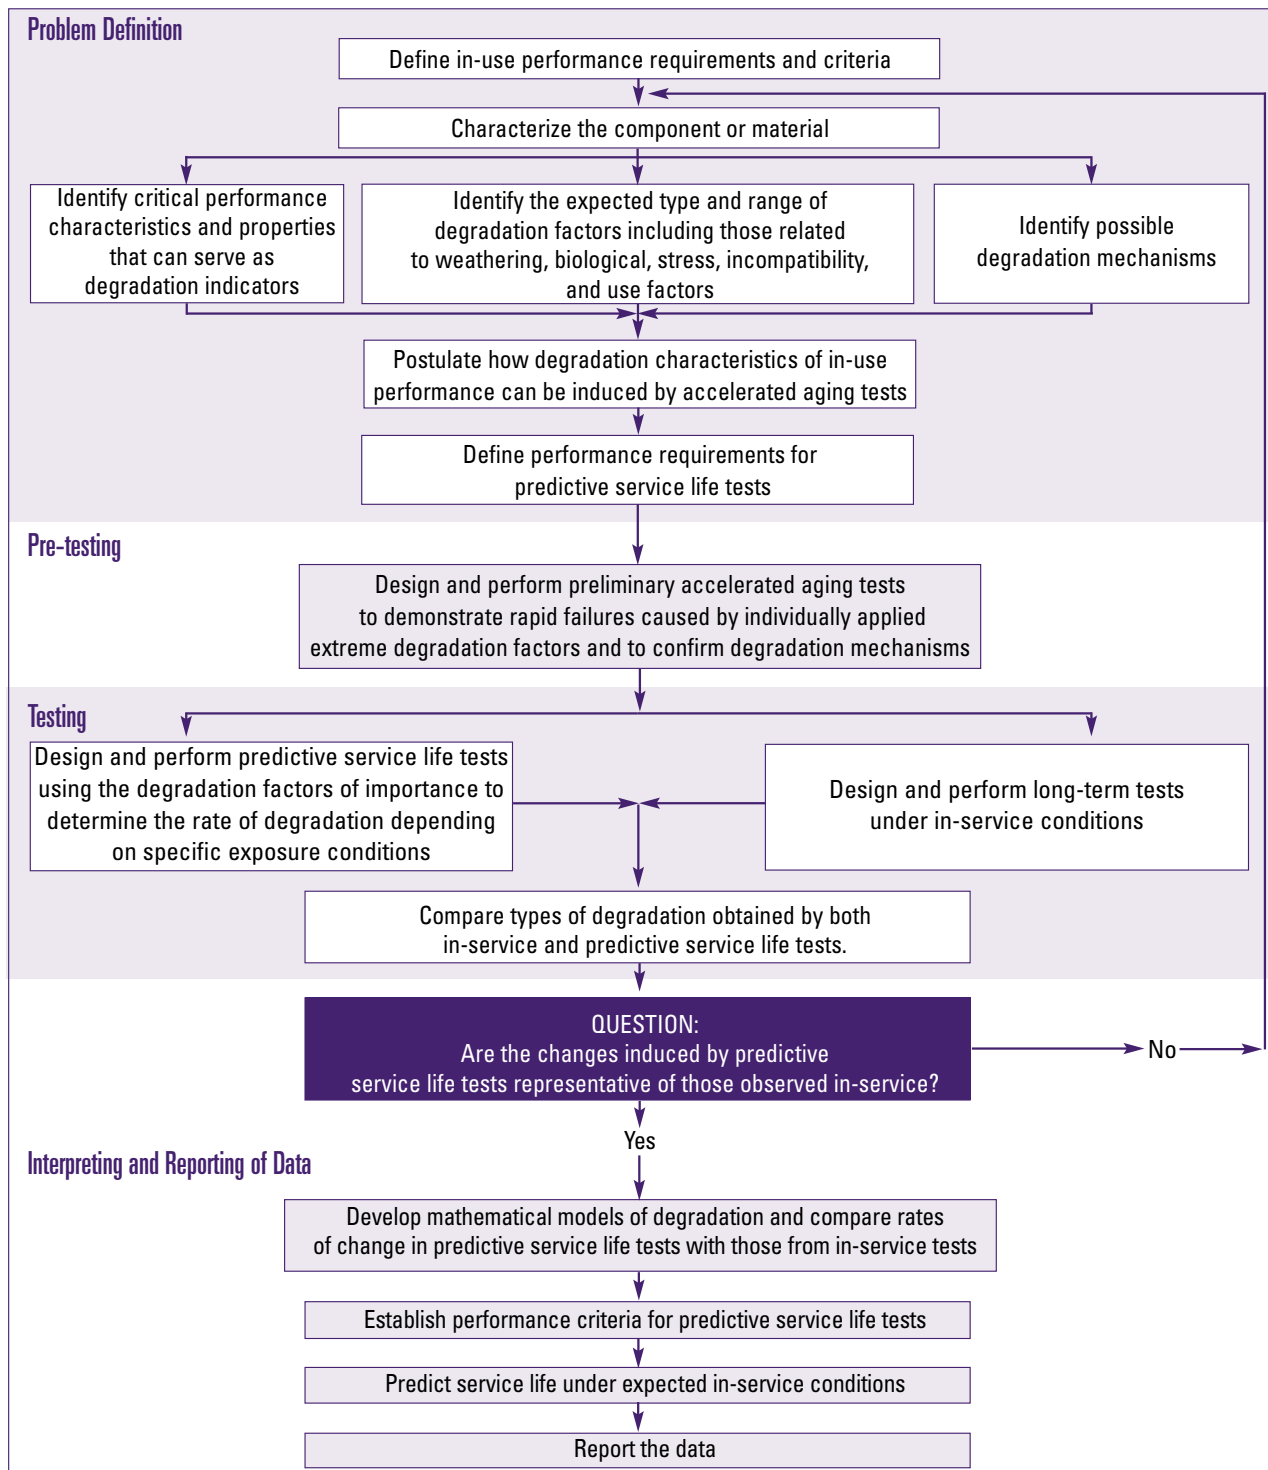 Problem Definition
Define in-use performance requirements and criteria
Characterize the component or material
Identify critical performance
characteristics and properties
that can serve as
degradation indicators
Identify the expected type and range of
degradation factors including those related
to weathering, biological, stress, incompatibility,
and use factors
Identify possible
degradation mechanisms
Postulate how degradation characteristics of in-use
performance can be induced by accelerated aging tests
Define performance requirements for
predictive service life tests
Pre-testing
Design and perform preliminary accelerated aging tests
to demonstrate rapid failures caused by individually applied
extreme degradation factors and to confirm degradation mechanisms
Testing
Design and perform predictive service life tests
using the degradation factors of importance to
determine the rate of degradation depending
on specific exposure conditions
Design and perform long-term tests
under in-service conditions
Compare types of degradation obtained by both
in-service and predictive service life tests.
QUESTION:
Are the changes induced by predictive
service life tests representative of those observed in-service?
No
Yes
Interpreting and Reporting of Data
Develop mathematical models of degradation and compare rates
of change in predictive service life tests with those from in-service tests
Establish performance criteria for predictive service life tests
Predict service life under expected in-service conditions
Report the data